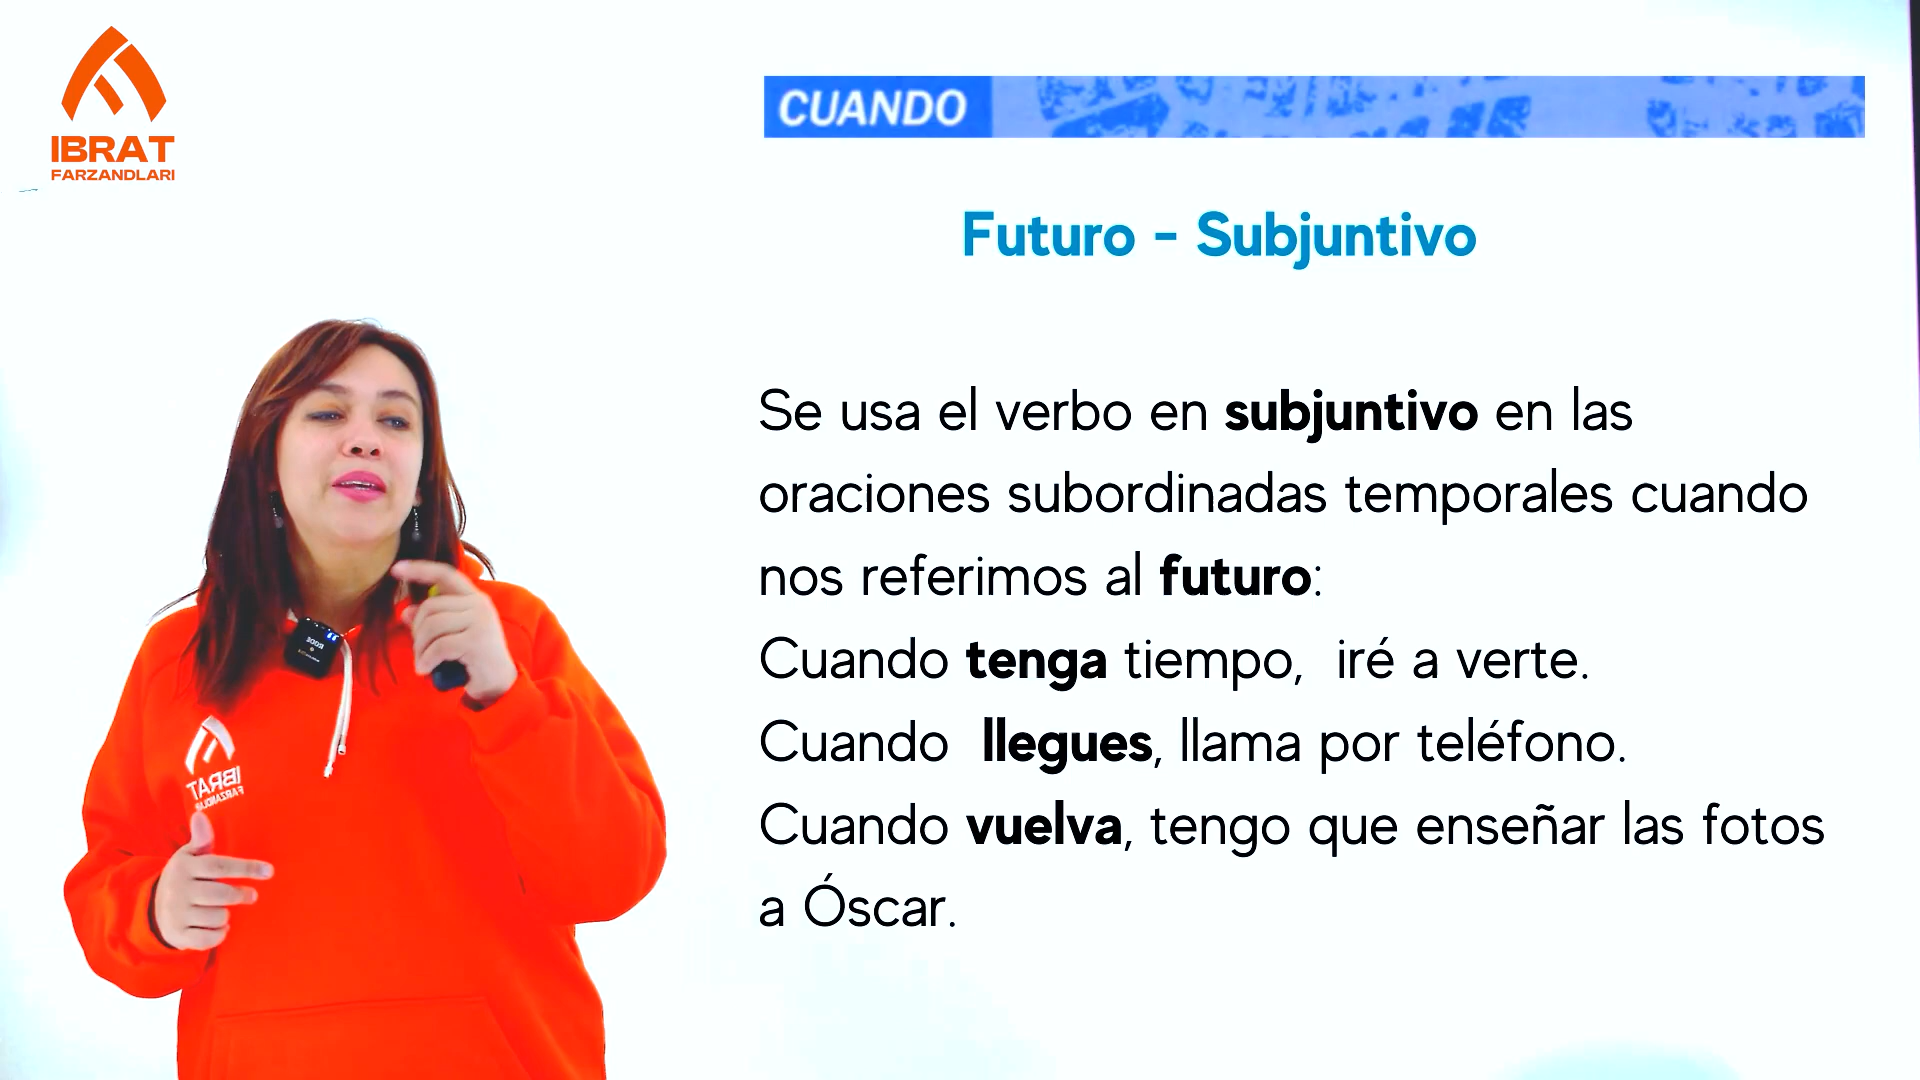 IBRAT
FARZANDLARI
CUANDO
Futuro - Subjuntivo
Se usa el verbo en subjuntivo en las
oraciones subordinadas temporales cuando
nos referimos al futuro:
Cuando tenga tiempo, iré a verte.
Cuando llegues, llama por teléfono.
Cuando vuelva, tengo que enseñar las fotos
a Óscar.
IBRAT